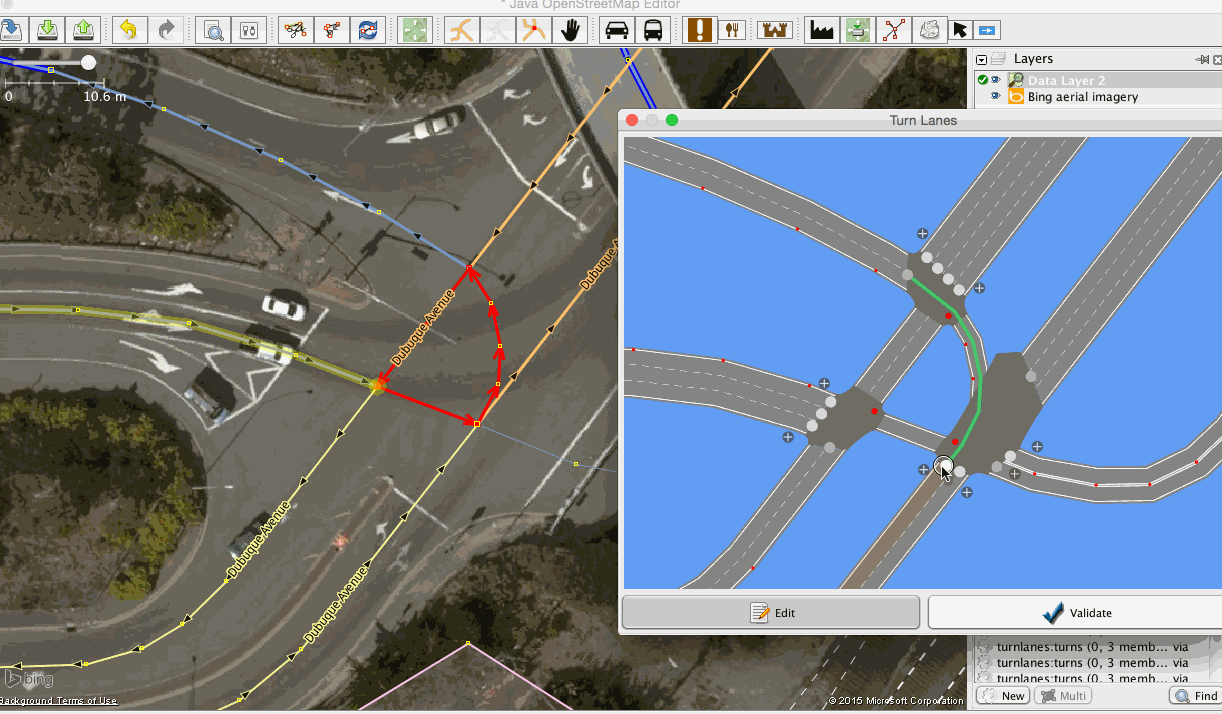 * Java OpenStreetMap Editor
0
10.6 m
Layers
Data Layer 2
Bing aerial imagery
Turn Lanes
Dubuque Avenue
Dubuque A
Dubuque Avenue
Dubuque Avenue
Edit
Validate
turnlanes:turns (0, 3 memb... via
turnlanes:turns (0, 3 memb... via
turnlanes:turns (0, 3 memb... via
New
Multi
Find
bing
Background Terms of Use
© 2015 Microsoft Corporation